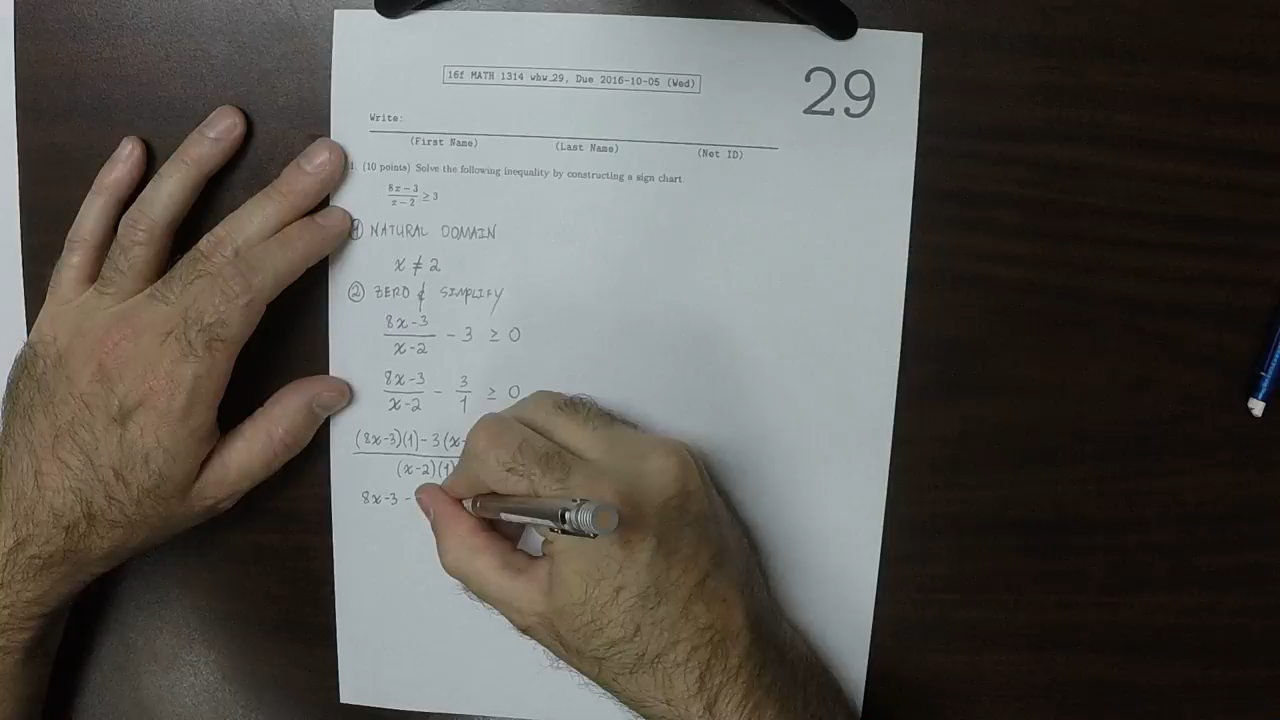 16f MATH 1314 whw_29, Due 2016-10-05 (Wed)
29
Write:
(First Name) (Last Name) (Net ID)
1. (10 points) Solve the following inequality by constructing a sign chart.
8x − 3
x − 2
≥ 3
① NATURAL DOMAIN
x ≠ 2
② ZERO & SIMPLIFY
8x-3
x-2
- 3 ≥ 0
8x-3
x-2
- 3
1
≥ 0
(8x-3)(1)-3(x-
(x-2)(1)
8x-3 -